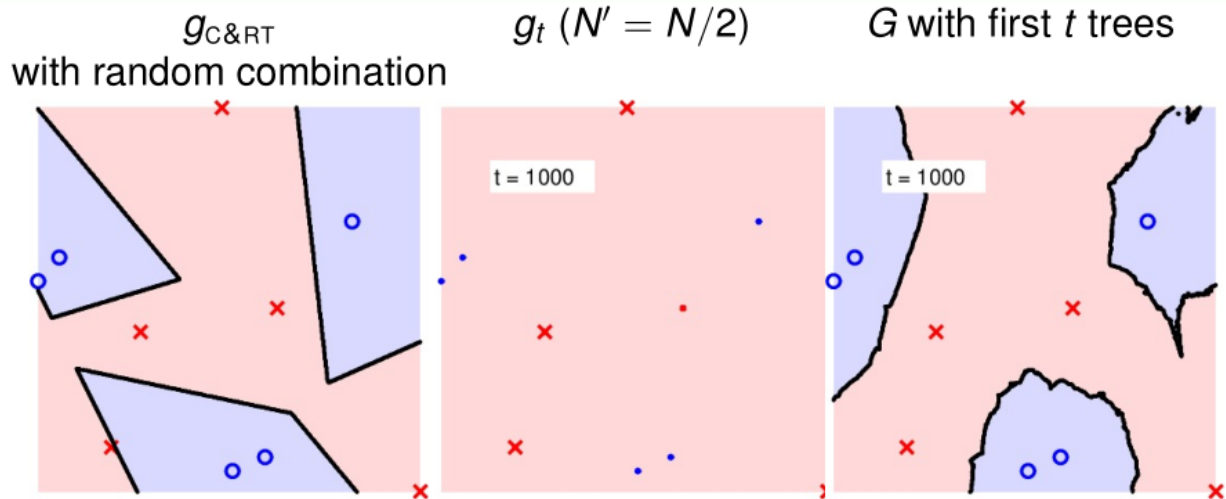 g_C&RT
with random combination
g_t (N′ = N/2)
G with first t trees
t = 1000
t = 1000